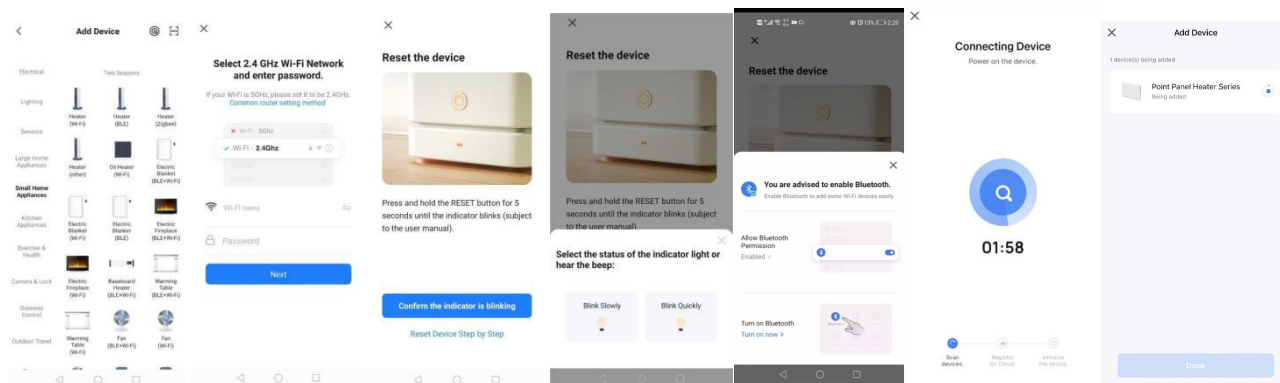 Add Device
Electrical
Lighting
Sensors
Large Home
Appliances
Small Home
Appliances
Kitchen
Appliances
Exercise &
Health
Camera & Lock
Gateway
Control
Outdoor Travel
Two Seasons
Heater
(Wi-Fi)
Heater
(BLE)
Heater
(Zigbee)
Heater
(other)
Oil Heater
(Wi-Fi)
Electric
Blanket
(BLE+Wi-Fi)
Electric
Blanket
(Wi-Fi)
Electric
Blanket
(BLE)
Electric
Fireplace
(BLE+Wi-Fi)
Electric
Fireplace
(Wi-Fi)
Baseboard
Heater
(BLE+Wi-Fi)
Warming
Table
(BLE+Wi-Fi)
Warming
Table
(Wi-Fi)
Fan
(BLE+Wi-Fi)
Fan
(Wi-Fi)
Select 2.4 GHz Wi-Fi Network
and enter password.
If your Wi-Fi is 5GHz, please set it to be 2.4GHz.
Common router setting method
Wi-Fi - 5Ghz
Wi-Fi - 2.4Ghz
Wi-Fi name
Password
Next
Reset the device
Press and hold the RESET button for 5
seconds until the indicator blinks (subject
to the user manual).
Confirm the indicator is blinking
Reset Device Step by Step
Reset the device
Press and hold the RESET button for 5
seconds until the indicator blinks (subject
to the user manual)
Select the status of the indicator light or
hear the beep:
Blink Slowly
Blink Quickly
13% 2:20
Reset the device
You are advised to enable Bluetooth.
Enable Bluetooth to add some Wi-Fi devices easily
Allow Bluetooth
Permission
Enabled
Turn on Bluetooth
Turn on now >
Connecting Device
Power on the device.
01:58
Scan
devices.
Register
on Cloud.
Initialize
the device.
Add Device
1 device(s) being added
Point Panel Heater Series
Being added
Done